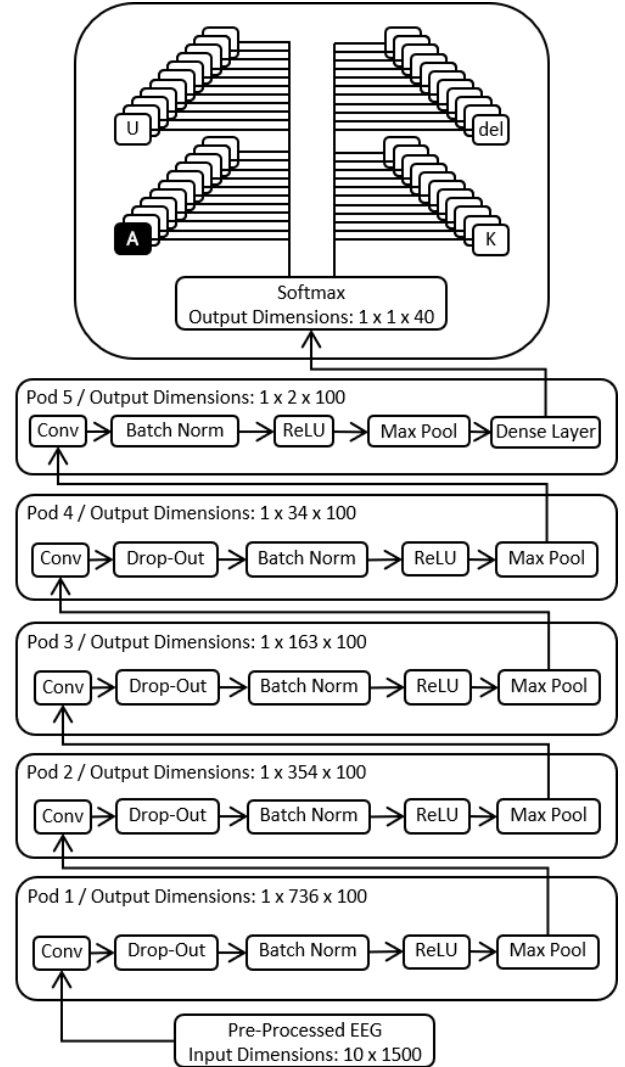 U
del
A
K
Softmax
Output Dimensions: 1 x 1 x 40
Pod 5 / Output Dimensions: 1 x 2 x 100
Conv
Batch Norm
ReLU
Max Pool
Dense Layer
Pod 4 / Output Dimensions: 1 x 34 x 100
Conv
Drop-Out
Batch Norm
ReLU
Max Pool
Pod 3 / Output Dimensions: 1 x 163 x 100
Conv
Drop-Out
Batch Norm
ReLU
Max Pool
Pod 2 / Output Dimensions: 1 x 354 x 100
Conv
Drop-Out
Batch Norm
ReLU
Max Pool
Pod 1 / Output Dimensions: 1 x 736 x 100
Conv
Drop-Out
Batch Norm
ReLU
Max Pool
Pre-Processed EEG
Input Dimensions: 10 x 1500